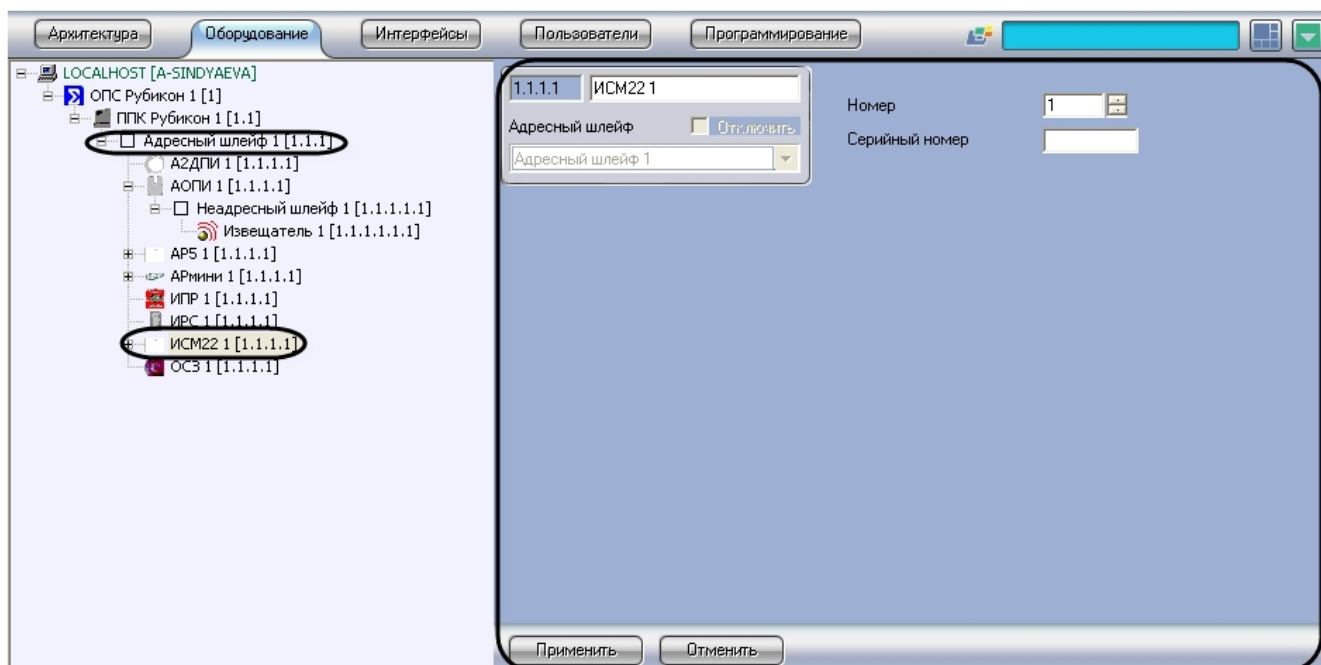 Архитектура Оборудование Интерфейсы Пользователи Программирование
LOCALHOST [A-SINDYAEVA]
ОПС Рубикон 1 [1]
ППК Рубикон 1 [1.1]
Адресный шлейф 1 [1.1.1]
А2ДПИ 1 [1.1.1.1]
АОПИ 1 [1.1.1.1]
Неадресный шлейф 1 [1.1.1.1.1]
Извещатель 1 [1.1.1.1.1.1]
АР5 1 [1.1.1.1]
АРмини 1 [1.1.1.1]
ИПР 1 [1.1.1.1]
ИРС 1 [1.1.1.1]
ИСМ22 1 [1.1.1.1]
ОСЗ 1 [1.1.1.1]
1.1.1.1 ИСМ22 1
Адресный шлейф Отключить
Адресный шлейф 1
Номер 1
Серийный номер
Применить Отменить